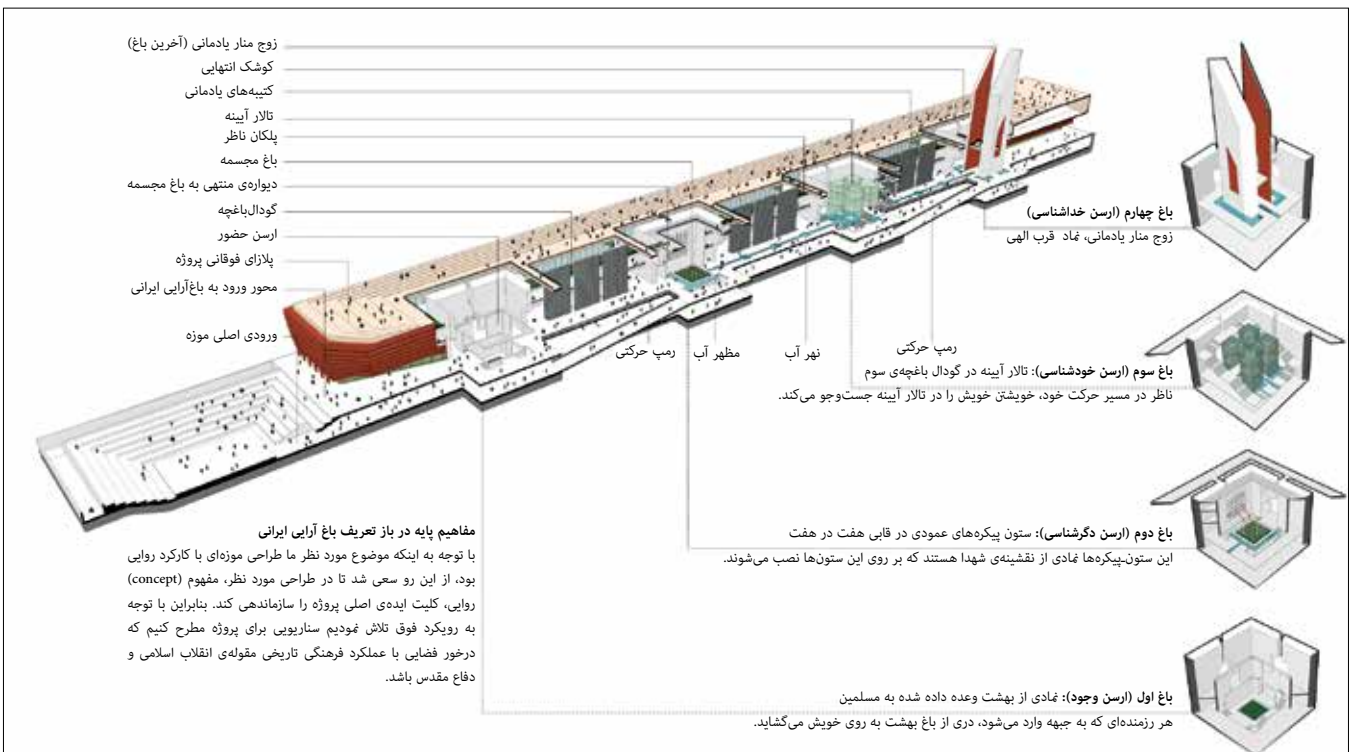 زوج منار یادمانی (آخرین باغ)
کوشک انتهایی
کتیبه‌های یادمانی
تالار آیینه
پلکان ناظر
باغ مجسمه
دیواره‌ی منتهی به باغ مجسمه
گودال‌باغچه
ارسن حضور
پلازای فوقانی پروژه
محور ورود به باغ‌آرایی ایرانی
ورودی اصلی موزه
رمپ حرکتی
مظهر آب
نهر آب
رمپ حرکتی
باغ چهارم (ارسن خداشناسی)
زوج منار یادمانی، نماد قرب الهی
باغ سوم (ارسن خودشناسی): تالار آیینه در گودال باغچه‌ی سوم
ناظر در مسیر حرکت خود، خویشتن خویش را در تالار آیینه جست‌وجو می‌کند.
باغ دوم (ارسن دگرشناسی): ستون پیکره‌های عمودی در قابی هفت در هفت
این ستون‌پیکره‌ها نمادی از نقشینه‌ی شهدا هستند که بر روی این ستون‌ها نصب می‌شوند.
باغ اول (ارسن وجود): نمادی از بهشت وعده داده شده به مسلمین
هر رزمنده‌ای که به جبهه وارد می‌شود، دری از باغ بهشت به روی خویش می‌گشاید.
مفاهیم پایه در باز تعریف باغ آرایی ایرانی
با توجه به اینکه موضوع مورد نظر ما طراحی موزه‌ای با کارکرد روایی
بود، از این رو سعی شد تا در طراحی مورد نظر، مفهوم (concept)
روایی، کلیت ایده‌ی اصلی پروژه را سازماندهی کند. بنابراین با توجه
به رویکرد فوق تلاش نمودیم سناریویی برای پروژه مطرح کنیم که
درخور فضایی با عملکرد فرهنگی تاریخی مقوله‌ی انقلاب اسلامی و
دفاع مقدس باشد.